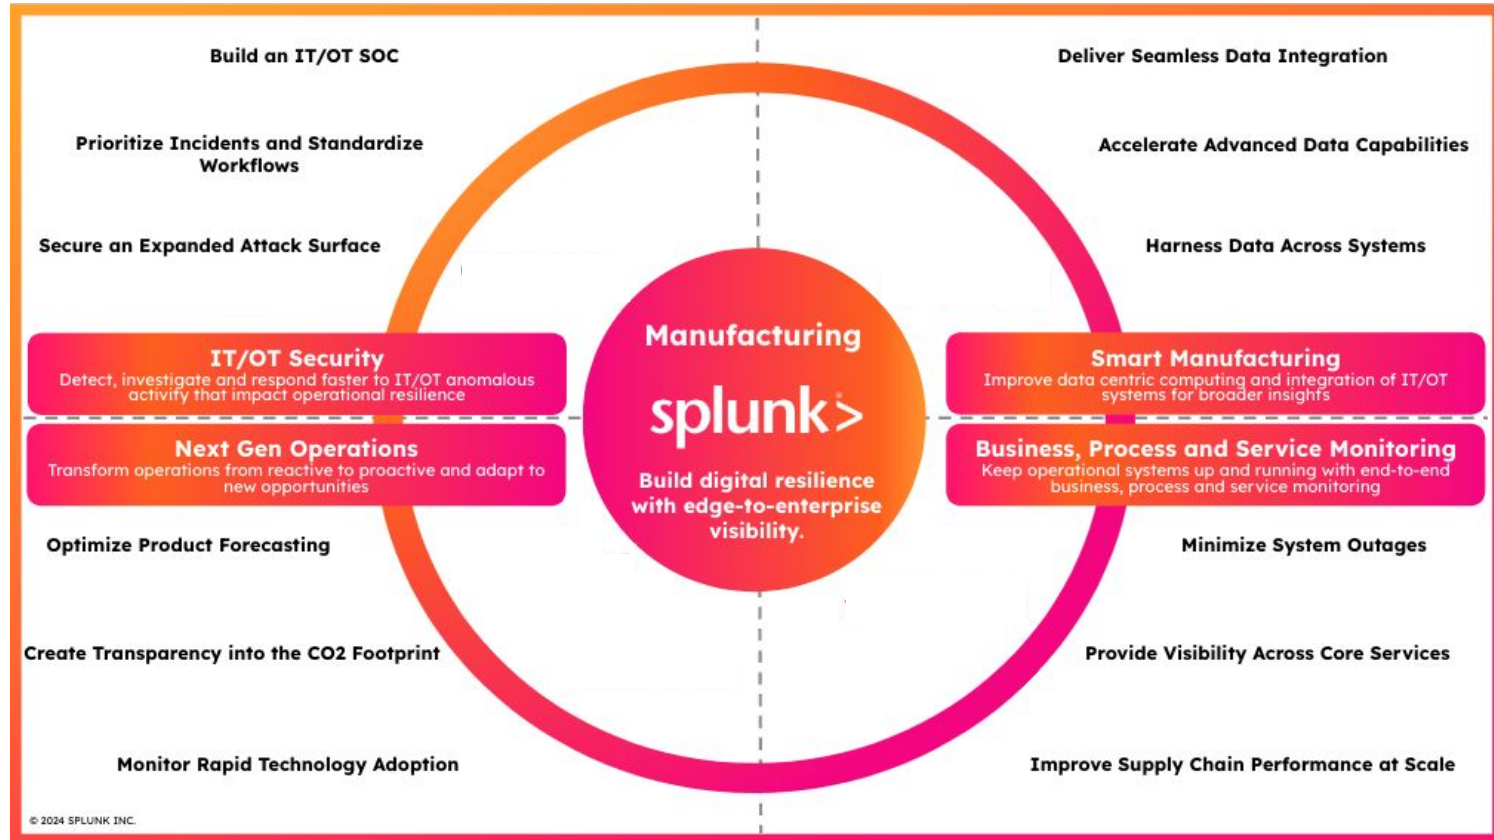 Build an IT/OT SOC
Prioritize Incidents and Standardize
Workflows
Secure an Expanded Attack Surface
IT/OT Security
Detect, investigate and respond faster to IT/OT anomalous
activity that impact operational resilience
Next Gen Operations
Transform operations from reactive to proactive and adapt to
new opportunities
Optimize Product Forecasting
Create Transparency into the CO2 Footprint
Monitor Rapid Technology Adoption
Manufacturing
splunk>
Build digital resilience
with edge-to-enterprise
visibility.
Deliver Seamless Data Integration
Accelerate Advanced Data Capabilities
Harness Data Across Systems
Smart Manufacturing
Improve data centric computing and integration of IT/OT
systems for broader insights
Business, Process and Service Monitoring
Keep operational systems up and running with end-to-end
business, process and service monitoring
Minimize System Outages
Provide Visibility Across Core Services
Improve Supply Chain Performance at Scale
© 2024 SPLUNK INC.